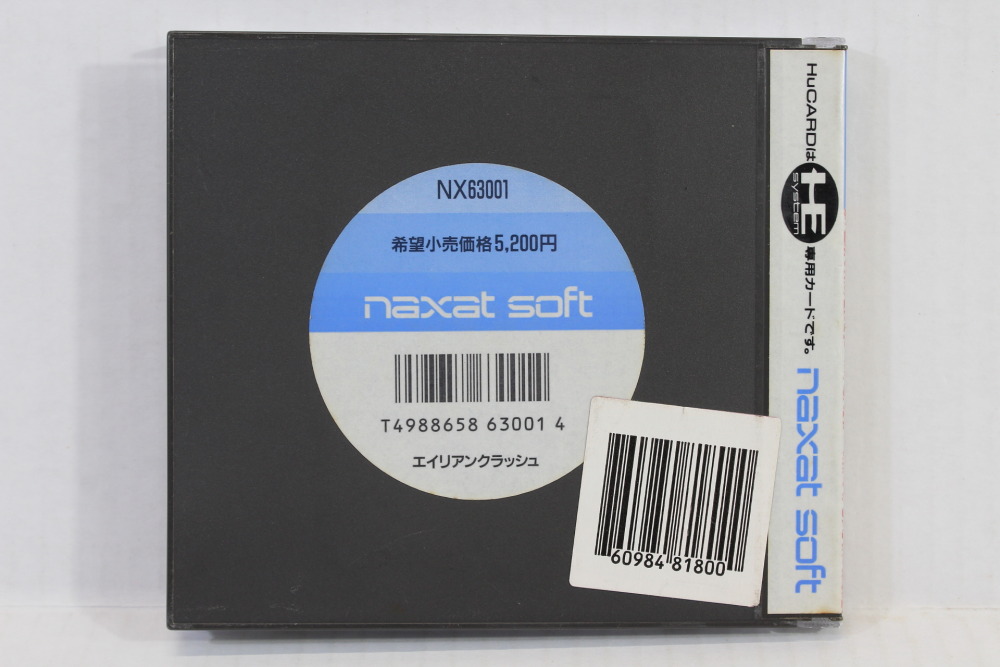 NX63001
希望小売価格5,200円
naxat soft
T4988658 63001 4
エイリアンクラッシュ
60984 81800
HuCARDは HE system 専用カードです。 naxat soft